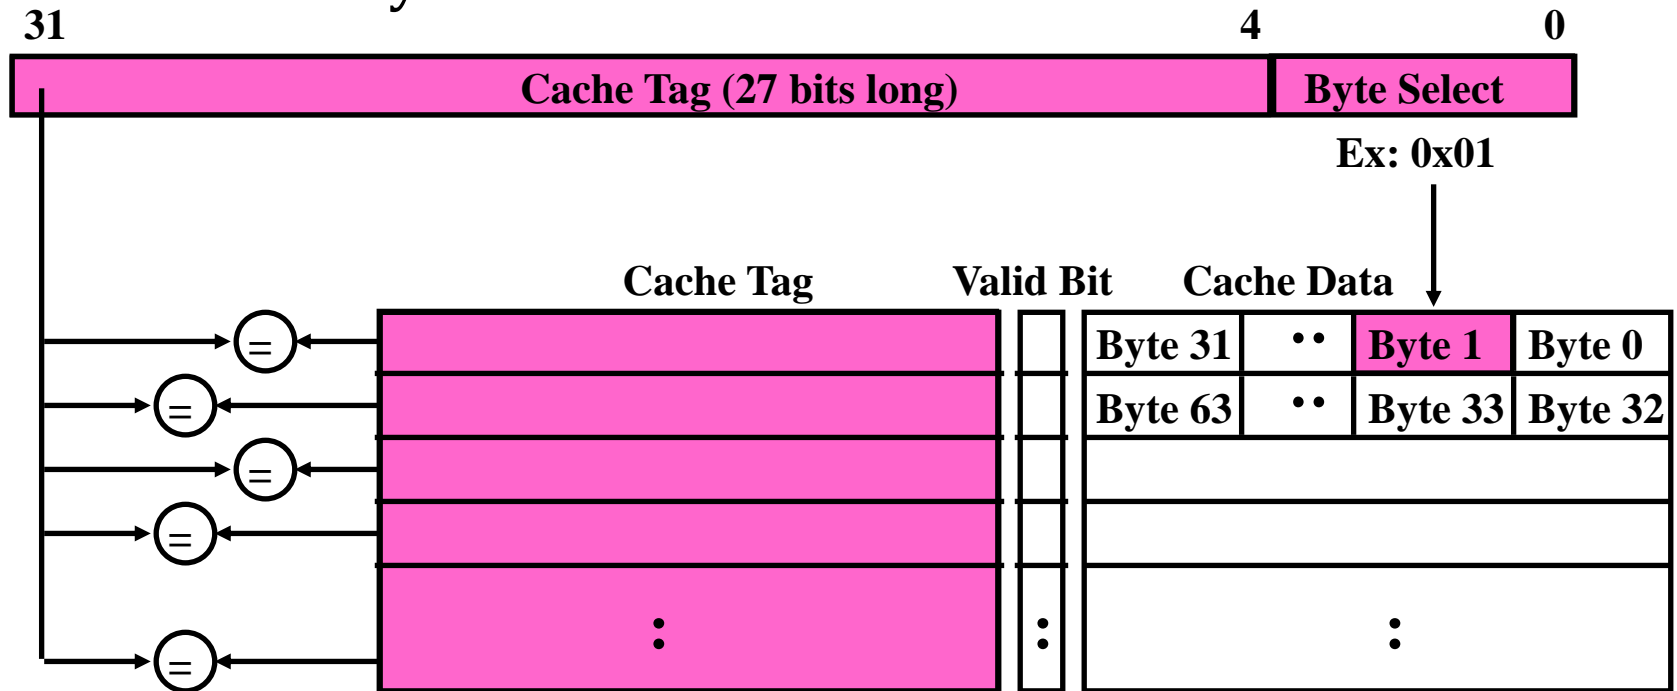 31 4 0
Cache Tag (27 bits long) Byte Select
Ex: 0x01
Cache Tag Valid Bit Cache Data
= Byte 31 .. Byte 1 Byte 0
= Byte 63 .. Byte 33 Byte 32
=
=
: : :
=